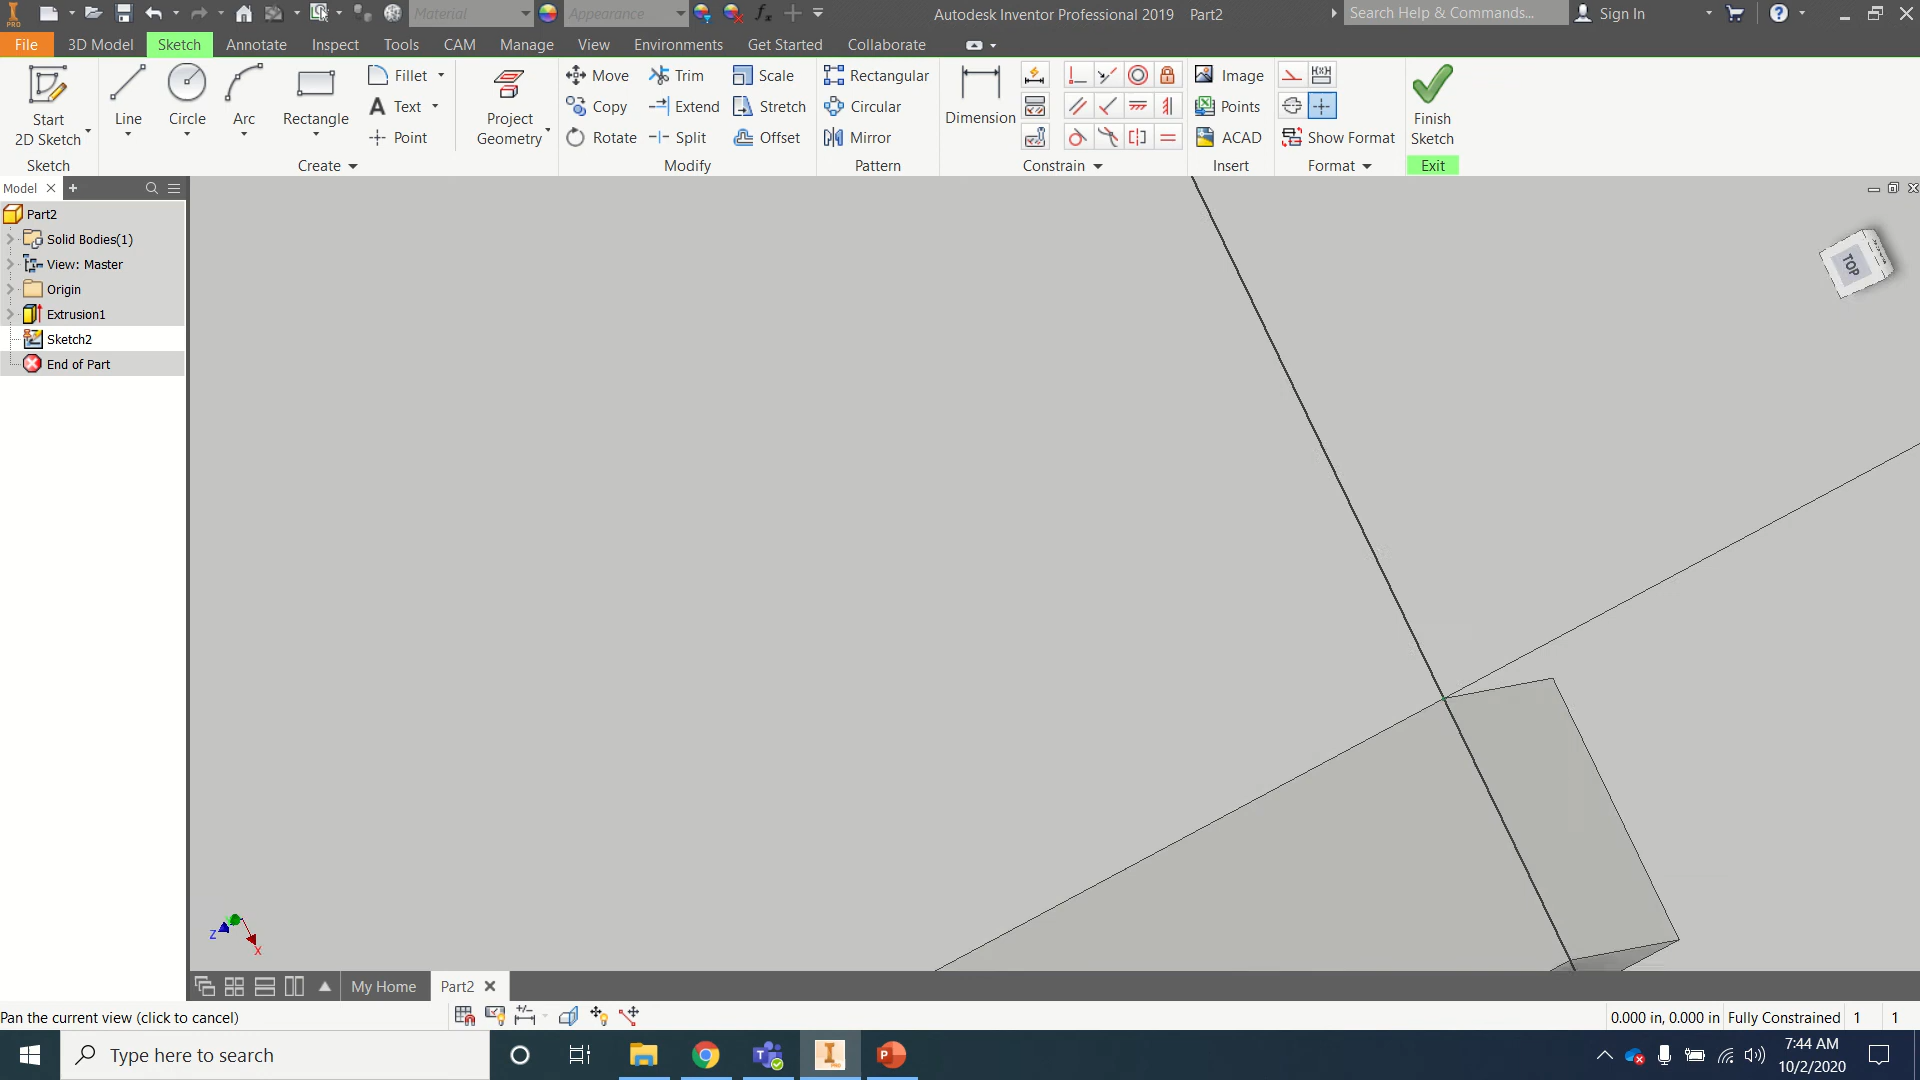 PRO
Material
Appearance
Autodesk Inventor Professional 2019 Part2
Search Help & Commands...
Sign In
File 3D Model Sketch Annotate Inspect Tools CAM Manage View Environments Get Started Collaborate
Start
2D Sketch
Line
Circle
Arc
Rectangle
Fillet
Text
Point
Project
Geometry
Move
Copy
Rotate
Trim
Extend
Split
Scale
Stretch
Offset
Rectangular
Circular
Mirror
Dimension
Image
Points
ACAD
Show Format
Finish
Sketch
Sketch Create Modify Pattern Constrain Insert Format Exit
Model
Part2
Solid Bodies(1)
View: Master
Origin
Extrusion1
Sketch2
End of Part
TOP
Z
X
My Home Part2
Pan the current view (click to cancel)
0.000 in, 0.000 in Fully Constrained 1 1
Type here to search
7:44 AM
10/2/2020